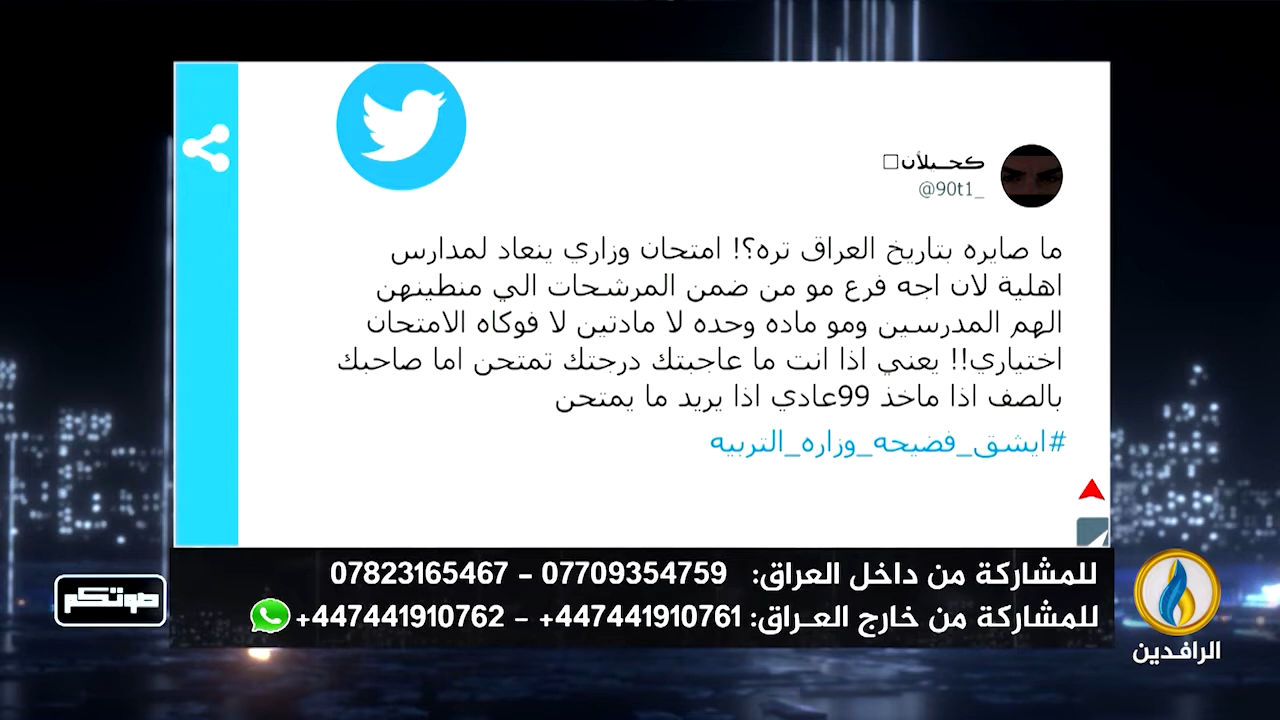 كحـيلأن□
@90t1_
ما صايره بتاريخ العراق تره؟! امتحان وزاري ينعاد لمدارس
اهلية لان اجه فرع مو من ضمن المرشحات الي منطينهن
الهم المدرسين ومو ماده وحده لا مادتين لا فوكاه الامتحان
اختياري!! يعني اذا انت ما عاجبتك درجتك تمتحن اما صاحبك
بالصف اذا ماخذ 99عادي اذا يريد ما يمتحن
#ايشق_فضيحه_وزاره_التربيه
للمشاركة من داخل العراق: 07709354759 - 07823165467
للمشاركة من خارج العراق: 447441910761+ - 447441910762+
صوتكم
الرافدين